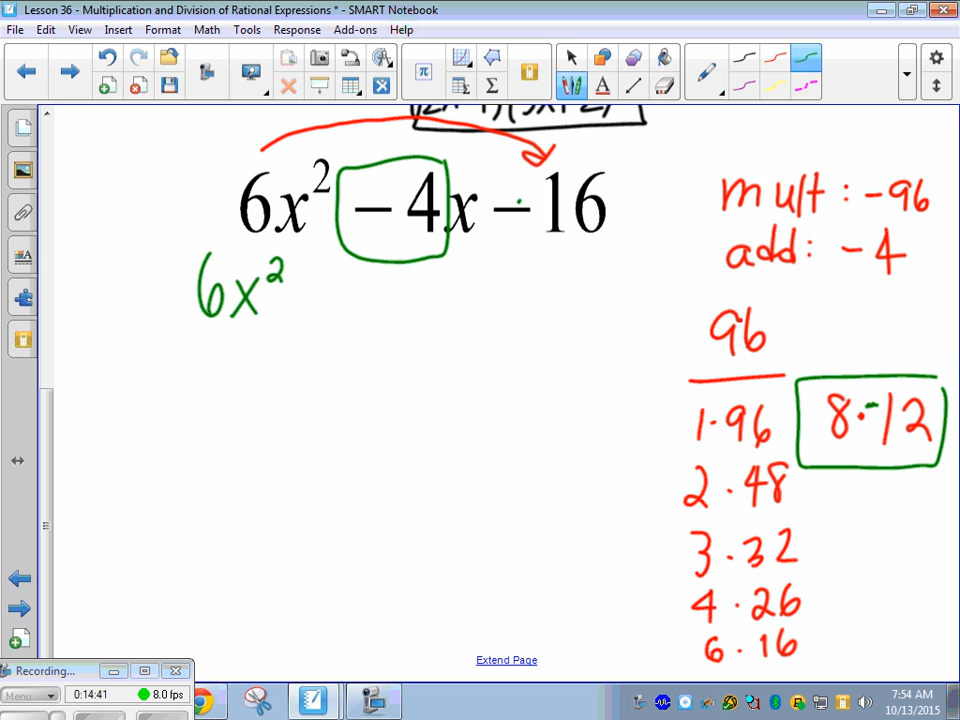 Lesson 36 - Multiplication and Division of Rational Expressions * - SMART Notebook
File Edit View Insert Format Math Tools Response Add-ons Help
6x² – 4x – 16
6x²
mult : -96
add : -4
96
1·96
8·-12
2·48
3·32
4·26
6·16
Extend Page
Recording...
Menu 0:14:41 8.0 fps
7:54 AM
10/13/2015